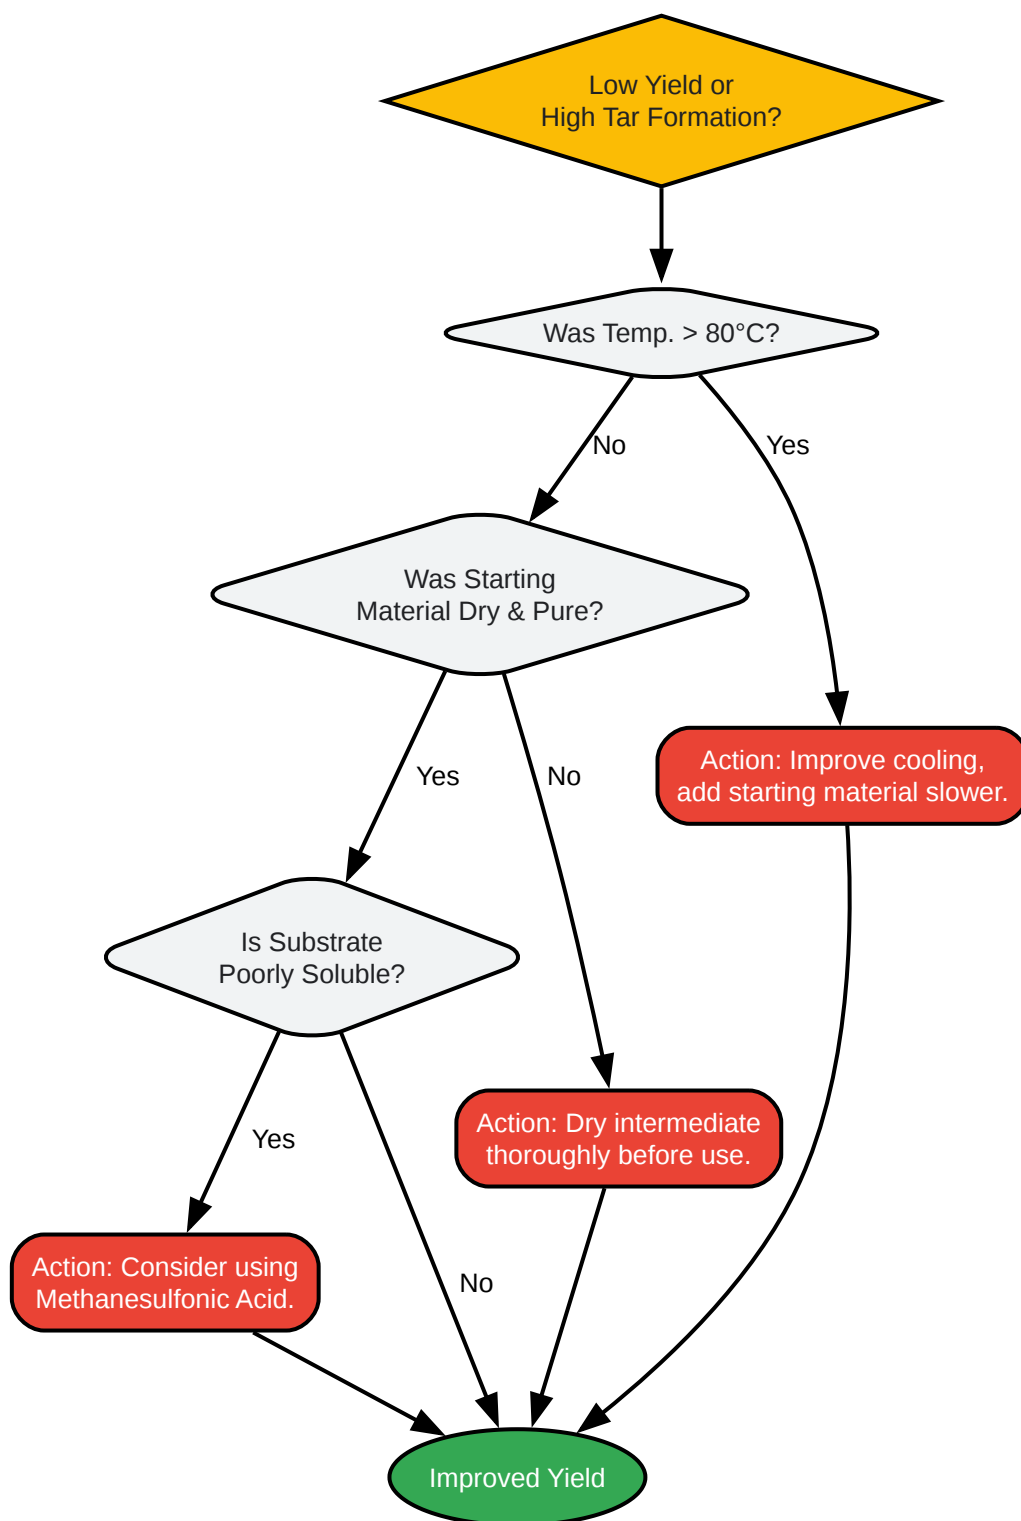 Low Yield or
High Tar Formation?
Was Temp. > 80°C?
No
Yes
Was Starting
Material Dry & Pure?
Action: Improve cooling,
add starting material slower.
Yes
No
Is Substrate
Poorly Soluble?
Action: Dry intermediate
thoroughly before use.
Yes
Action: Consider using
Methanesulfonic Acid.
No
Improved Yield